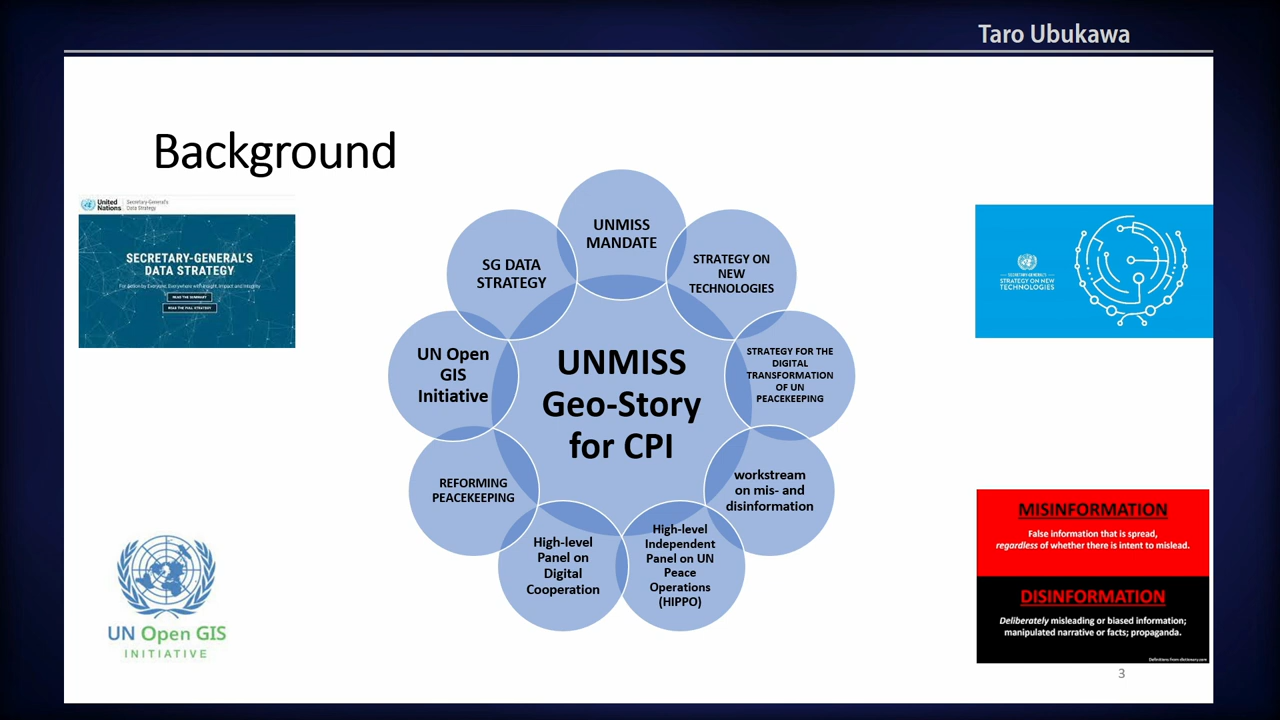 Taro Ubukawa
Background
United
Nations
Secretary-General's
Data Strategy
SECRETARY-GENERAL'S
DATA STRATEGY
For Action by Everyone, Everywhere with Insight, Impact and Integrity
READ THE SUMMARY
READ THE FULL STRATEGY
UNMISS
MANDATE
SG DATA
STRATEGY
STRATEGY ON
NEW
TECHNOLOGIES
UN Open
GIS
Initiative
UNMISS
Geo-Story
for CPI
STRATEGY FOR THE
DIGITAL
TRANSFORMATION
OF UN
PEACEKEEPING
REFORMING
PEACEKEEPING
workstream
on mis- and
disinformation
High-level
Panel on
Digital
Cooperation
High-level
Independent
Panel on UN
Peace
Operations
(HIPPO)
SECRETARY-GENERAL'S
STRATEGY ON NEW
TECHNOLOGIES
UN Open GIS
INITIATIVE
MISINFORMATION
False information that is spread,
regardless of whether there is intent to mislead.
DISINFORMATION
Deliberately misleading or biased information;
manipulated narrative or facts; propaganda.
Definitions from dictionary.com
3